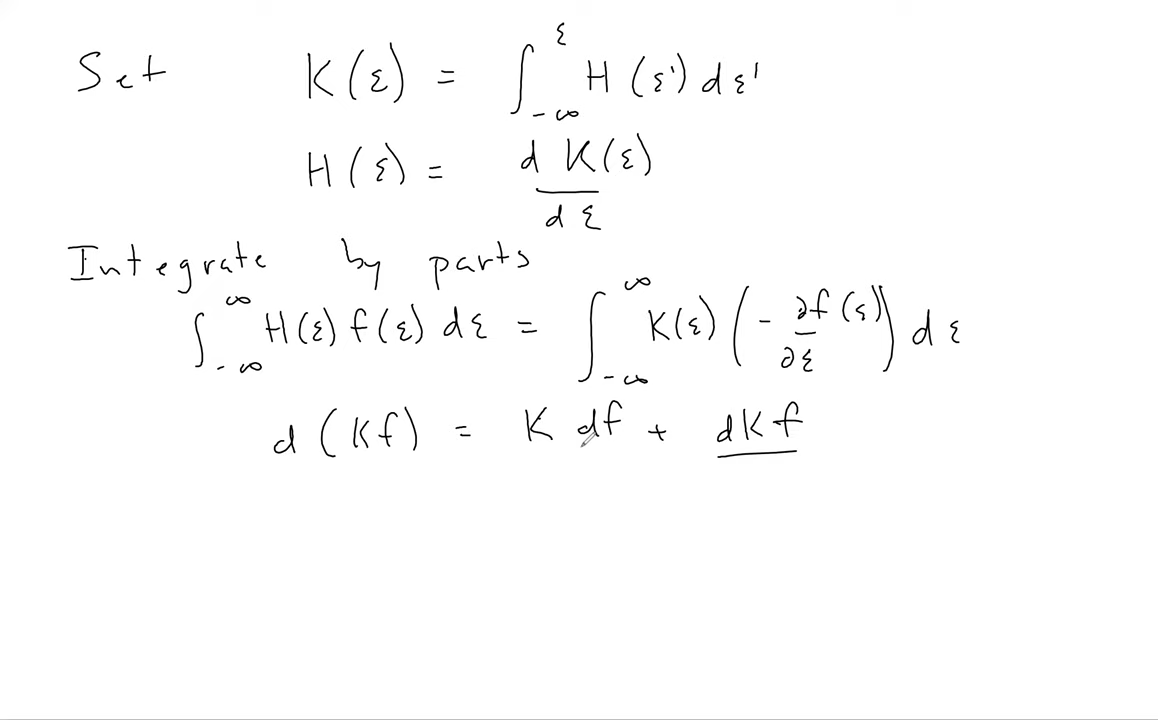 Set K(ε) = ∫_{-∞}^{ε} H(ε') dε'
H(ε) = dK(ε)/dε
Integrate by parts
∫_{-∞}^{∞} H(ε) f(ε) dε = ∫_{-∞}^{∞} K(ε) (- ∂f(ε)/∂ε) dε
d(Kf) = K df + dK f